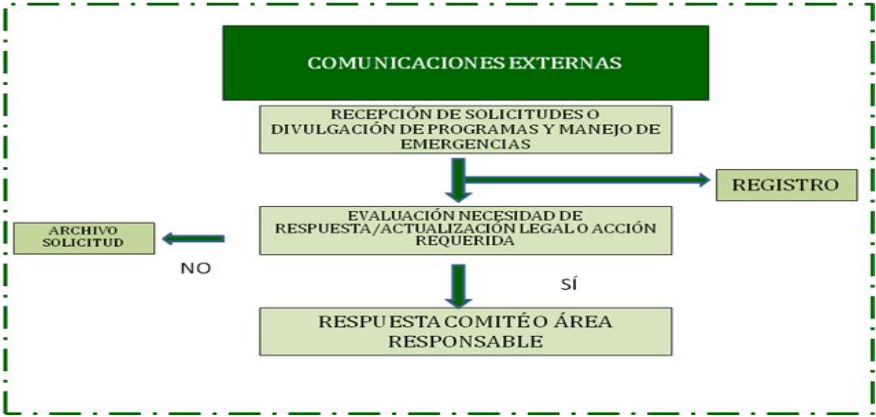 COMUNICACIONES EXTERNAS
RECEPCIÓN DE SOLICITUDES O
DIVULGACIÓN DE PROGRAMAS Y MANEJO DE
EMERGENCIAS
REGISTRO
EVALUACIÓN NECESIDAD DE
RESPUESTA/ACTUALIZACIÓN LEGAL O ACCIÓN
REQUERIDA
ARCHIVO
SOLICITUD
NO
SÍ
RESPUESTA COMITÉ O ÁREA
RESPONSABLE